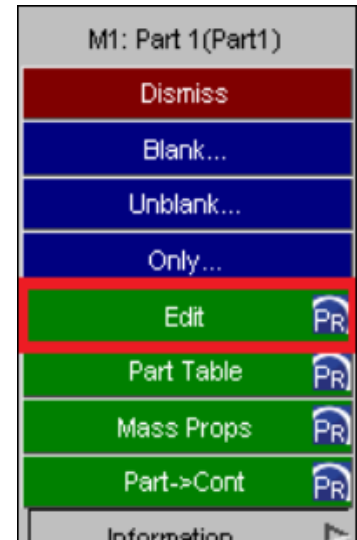 M1: Part 1(Part1)
Dismiss
Blank...
Unblank...
Only...
Edit PR
Part Table PR
Mass Props PR
Part->Cont PR
Information